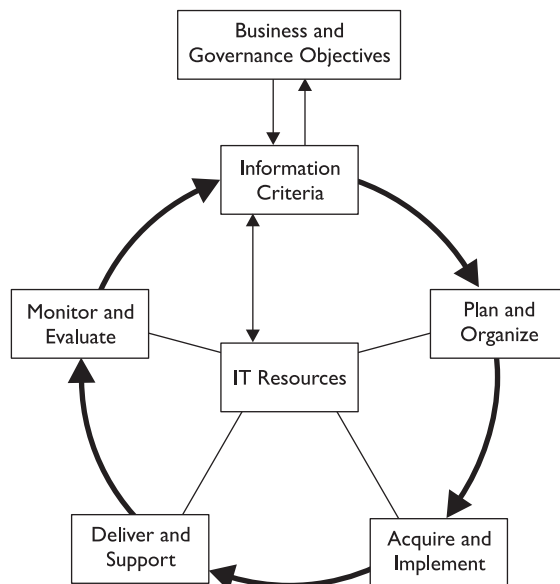 Business and
Governance Objectives
Information
Criteria
Monitor and
Evaluate
Plan and
Organize
IT Resources
Deliver and
Support
Acquire and
Implement